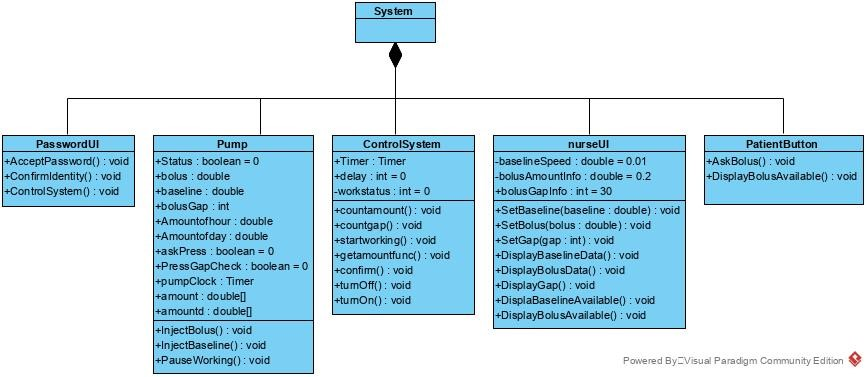 System
PasswordUI
+AcceptPassword() : void
+ConfirmIdentity() : void
+ControlSystem() : void
Pump
+Status : boolean = 0
+bolus : double
+baseline : double
+bolusGap : int
+Amountofhour : double
+Amountofday : double
+askPress : boolean = 0
+PressGapCheck : boolean = 0
+pumpClock : Timer
+amount : double[]
+amountd : double[]
+InjectBolus() : void
+InjectBaseline() : void
+PauseWorking() : void
ControlSystem
+Timer : Timer
+delay : int = 0
-workstatus : int = 0
+countamount() : void
+countgap() : void
+startworking() : void
+getamountfunc() : void
+confirm() : void
+turnOff() : void
+turnOn() : void
nurseUI
-baselineSpeed : double = 0.01
-bolusAmountInfo : double = 0.2
+bolusGapInfo : int = 30
+SetBaseline(baseline : double) : void
+SetBolus(bolus : double) : void
+SetGap(gap : int) : void
+DisplayBaselineData() : void
+DisplayBolusData() : void
+DisplayGap() : void
+DisplaBaselineAvailable() : void
+DisplayBolusAvailable() : void
PatientButton
+AskBolus() : void
+DisplayBolusAvailable() : void
Powered By Visual Paradigm Community Edition